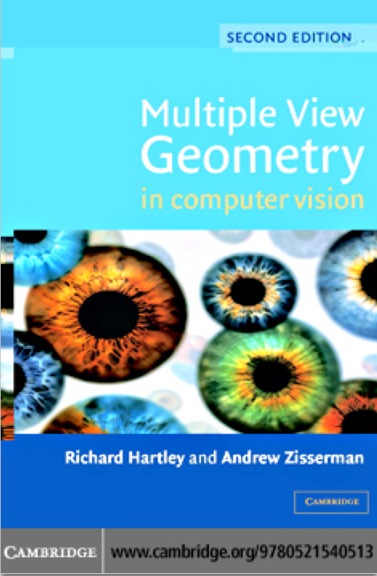 SECOND EDITION
Multiple View
Geometry
in computer vision
Richard Hartley and Andrew Zisserman
CAMBRIDGE
CAMBRIDGE www.cambridge.org/9780521540513